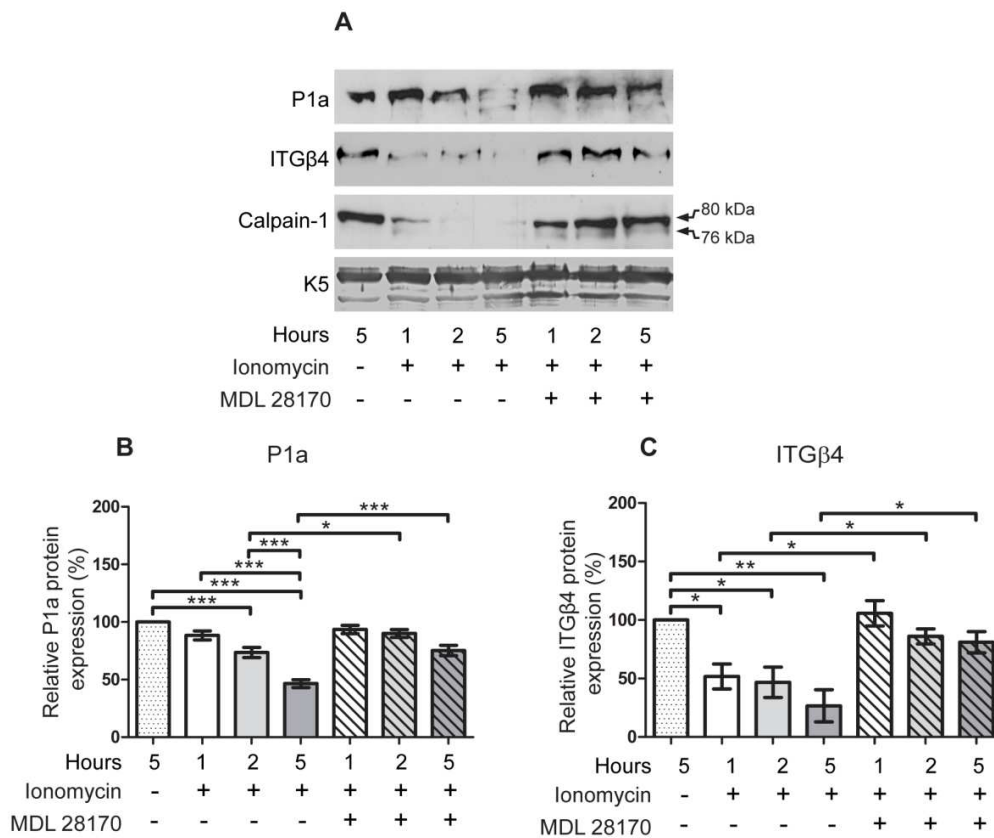 A
P1a
ITGβ4
Calpain-1
80 kDa
76 kDa
K5
Hours 5 1 2 5 1 2 5
Ionomycin - + + + + + +
MDL 28170 - - - - + + +
B
P1a
Relative P1a protein
expression (%)
200
150
100
50
0
***
*
***
***
***
***
Hours 5 1 2 5 1 2 5
Ionomycin - + + + + + +
MDL 28170 - - - - + + +
C
ITGβ4
Relative ITGβ4 protein
expression (%)
200
150
100
50
0
*
*
*
**
*
*
Hours 5 1 2 5 1 2 5
Ionomycin - + + + + + +
MDL 28170 - - - - + + +